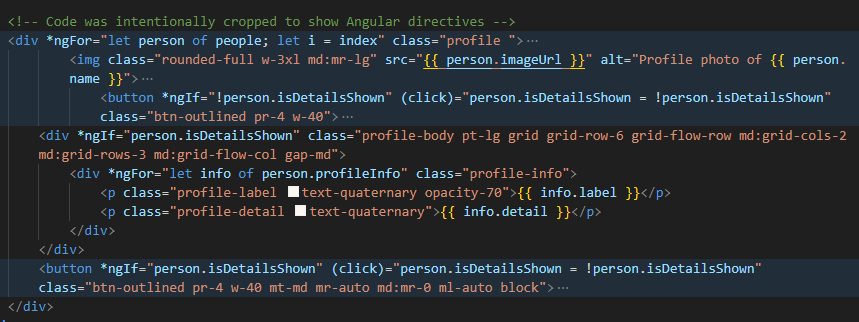 <!-- Code was intentionally cropped to show Angular directives -->
<div *ngFor="let person of people; let i = index" class="profile ">…
<img class="rounded-full w-3xl md:mr-lg" src="{{ person.imageUrl }}" alt="Profile photo of {{ person.
name }}">…
<button *ngIf="!person.isDetailsShown" (click)="person.isDetailsShown = !person.isDetailsShown"
class="btn-outlined pr-4 w-40">…
<div *ngIf="person.isDetailsShown" class="profile-body pt-lg grid grid-row-6 grid-flow-row md:grid-cols-2
md:grid-rows-3 md:grid-flow-col gap-md">
<div *ngFor="let info of person.profileInfo" class="profile-info">
<p class="profile-label text-quaternary opacity-70">{{ info.label }}</p>
<p class="profile-detail text-quaternary">{{ info.detail }}</p>
</div>
</div>
<button *ngIf="person.isDetailsShown" (click)="person.isDetailsShown = !person.isDetailsShown"
class="btn-outlined pr-4 w-40 mt-md mr-auto md:mr-0 ml-auto block">…
</div>